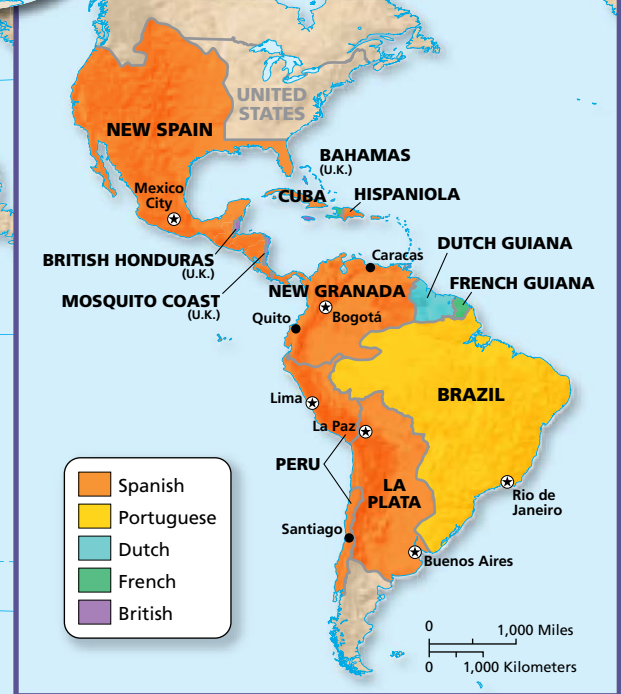 UNITED
STATES
NEW SPAIN
BAHAMAS
(U.K.)
Mexico
City
CUBA
HISPANIOLA
BRITISH HONDURAS
(U.K.)
MOSQUITO COAST
(U.K.)
Caracas
DUTCH GUIANA
FRENCH GUIANA
NEW GRANADA
Bogotá
Quito
BRAZIL
Lima
La Paz
PERU
LA
PLATA
Rio de
Janeiro
Santiago
Buenos Aires
Spanish
Portuguese
Dutch
French
British
0
1,000 Miles
0
1,000 Kilometers